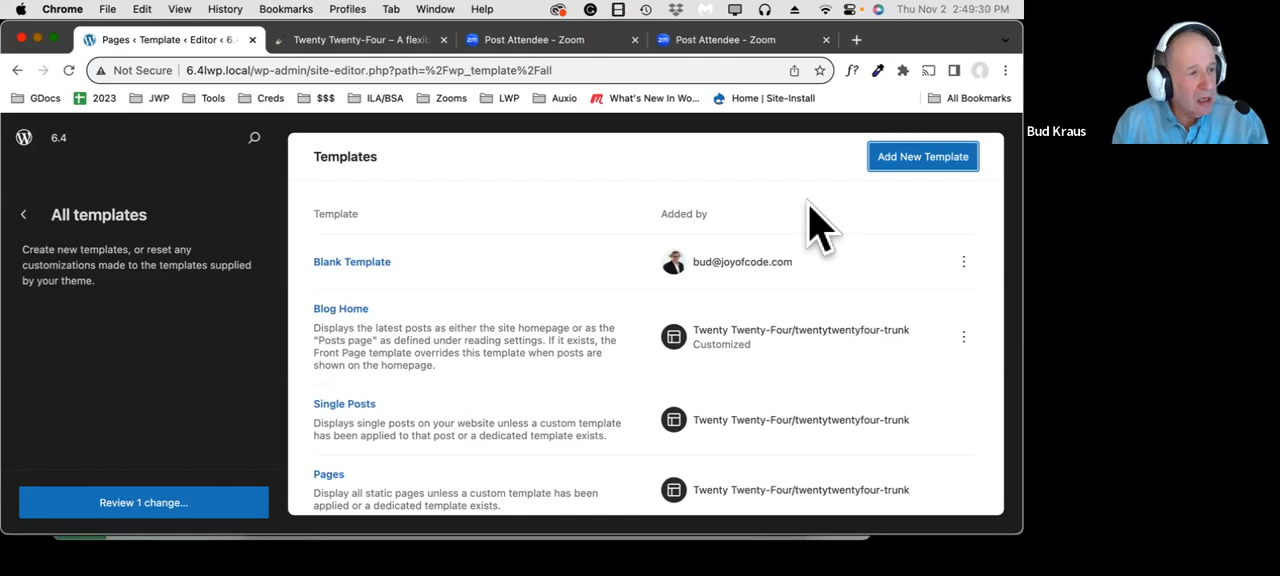 Chrome File Edit View History Bookmarks Profiles Tab Window Help Thu Nov 2 2:49:30 PM
Pages ‹ Template ‹ Editor ‹ 6. Twenty Twenty-Four – A flexib Post Attendee - Zoom Post Attendee - Zoom
Not Secure 6.4lwp.local/wp-admin/site-editor.php?path=%2Fwp_template%2Fall
GDocs 2023 JWP Tools Creds $$$ ILA/BSA Zooms LWP Auxio What's New In Wo... Home | Site-Install All Bookmarks
Bud Kraus
6.4
Templates
Add New Template
All templates
Create new templates, or reset any
customizations made to the templates supplied
by your theme.
Review 1 change...
Template Added by
Blank Template bud@joyofcode.com
Blog Home
Displays the latest posts as either the site homepage or as the
"Posts page" as defined under reading settings. If it exists, the
Front Page template overrides this template when posts are
shown on the homepage.
Twenty Twenty-Four/twentytwentyfour-trunk
Customized
Single Posts
Displays single posts on your website unless a custom template
has been applied to that post or a dedicated template exists.
Twenty Twenty-Four/twentytwentyfour-trunk
Pages
Display all static pages unless a custom template has been
applied or a dedicated template exists.
Twenty Twenty-Four/twentytwentyfour-trunk